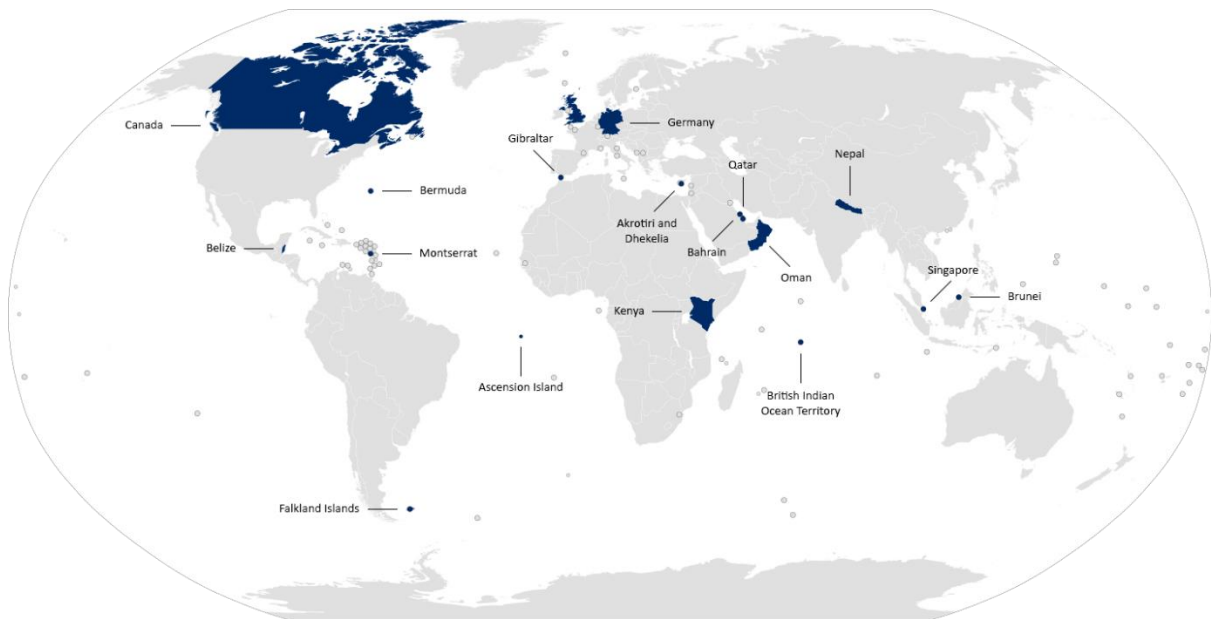 Canada
Germany
Gibraltar
Qatar
Nepal
Bermuda
Akrotiri and
Dhekelia
Belize
Montserrat
Bahrain
Oman
Singapore
Brunei
Kenya
Ascension Island
British Indian
Ocean Territory
Falkland Islands